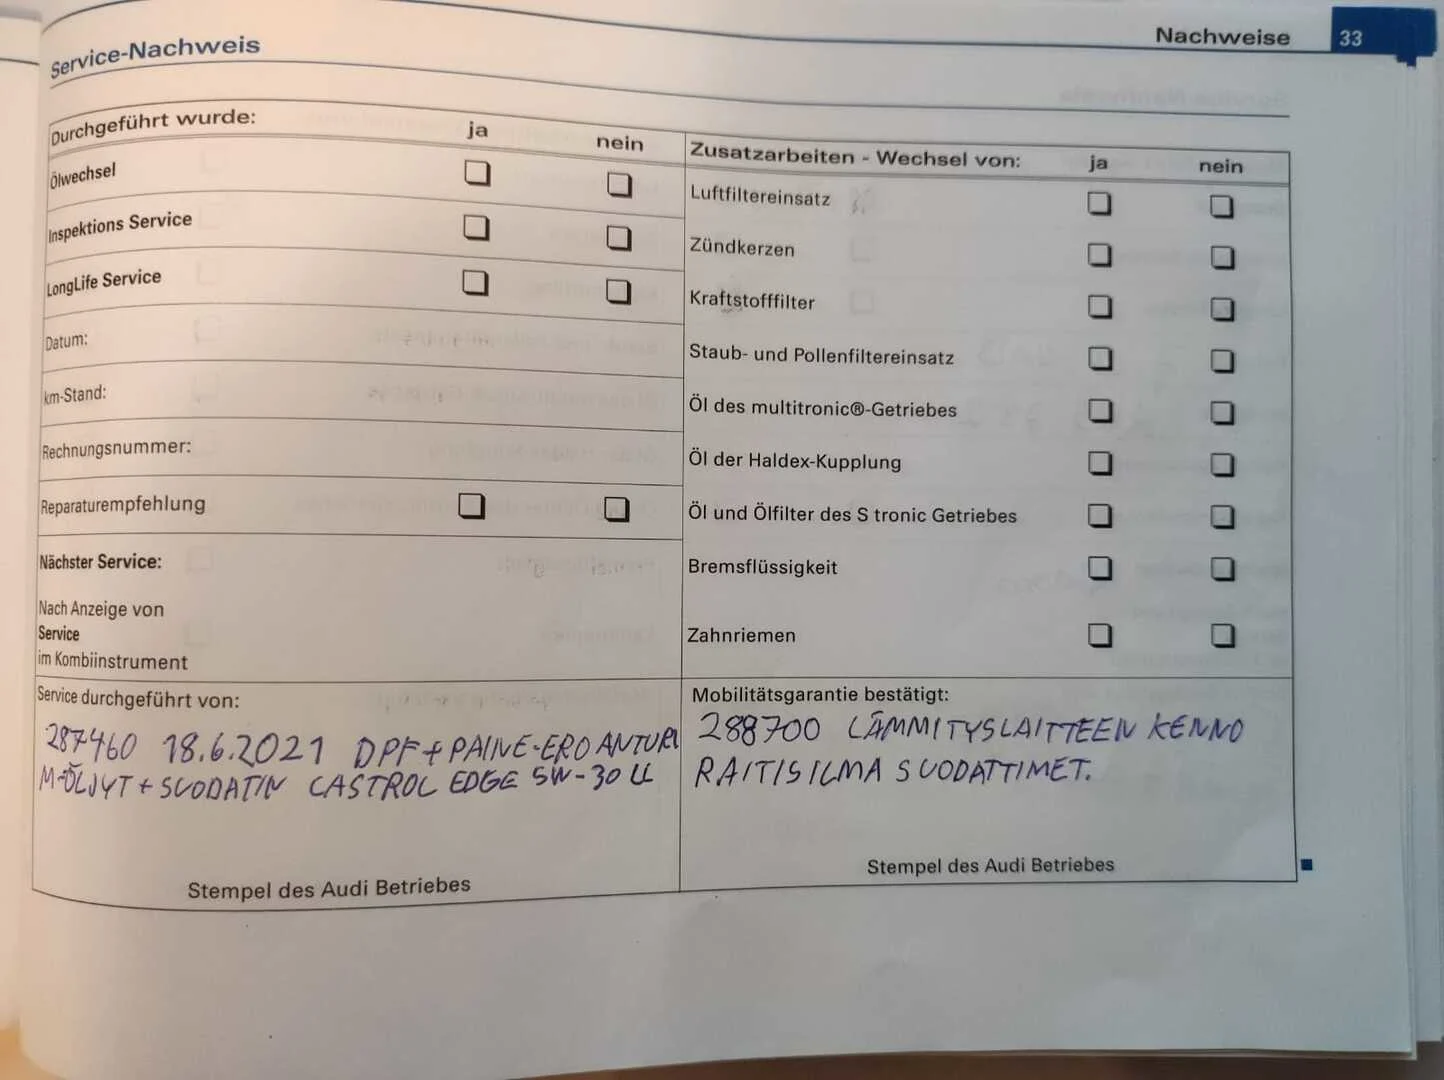 Nachweise 33
Service-Nachweis
Durchgeführt wurde: ja nein
Ölwechsel
Inspektions Service
LongLife Service
Datum:
km-Stand:
Rechnungsnummer:
Reparaturempfehlung
Nächster Service:
Nach Anzeige von
Service
im Kombiinstrument
Zusatzarbeiten - Wechsel von: ja nein
Luftfiltereinsatz
Zündkerzen
Kraftstofffilter
Staub- und Pollenfiltereinsatz
Öl des multitronic®-Getriebes
Öl der Haldex-Kupplung
Öl und Ölfilter des S tronic Getriebes
Bremsflüssigkeit
Zahnriemen
Service durchgeführt von:
287460 18.6.2021 DPF + PAINE-ERO ANTURI
M-ÖLJYT + SUODATIN CASTROL EDGE 5W-30 LL
Stempel des Audi Betriebes
Mobilitätsgarantie bestätigt:
288700 LÄMMITYSLAITTEEN KENNO
RAITISILMA SUODATTIMET.
Stempel des Audi Betriebes